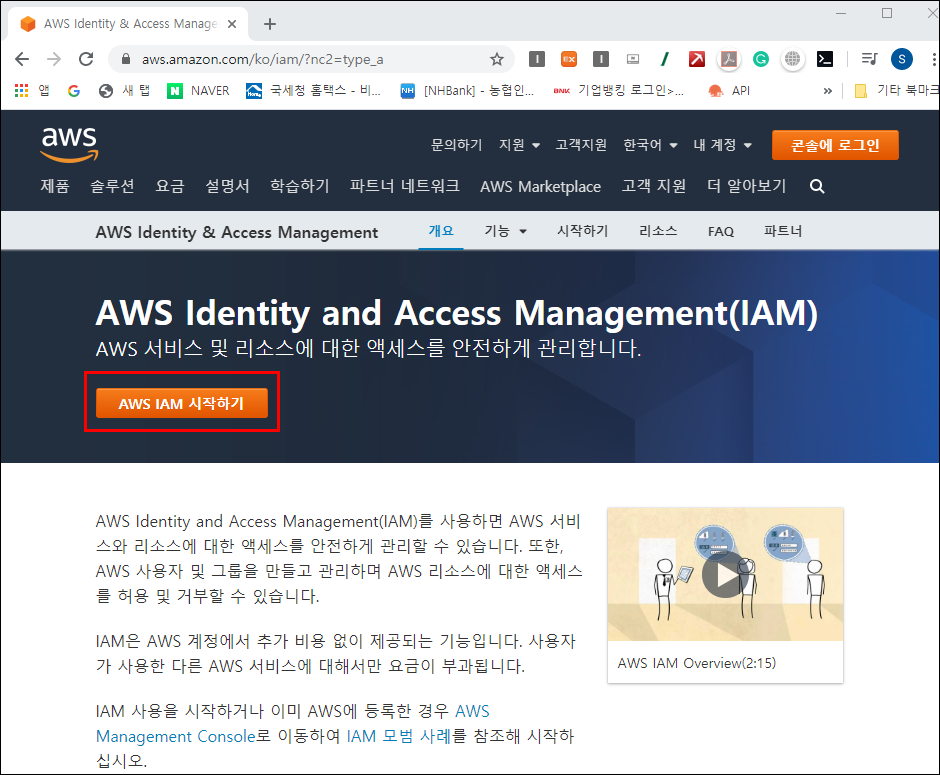 AWS Identity & Access Manage
aws.amazon.com/ko/iam/?nc2=type_a
S
앱
새 탭
NAVER
국세청 홈택스 - 비...
[NHBank] - 농협인...
기업뱅킹 로그인>...
API
»
기타 북마크
aws
문의하기 지원 고객지원 한국어 내 계정 콘솔에 로그인
제품 솔루션 요금 설명서 학습하기 파트너 네트워크 AWS Marketplace 고객 지원 더 알아보기
AWS Identity & Access Management 개요 기능 시작하기 리소스 FAQ 파트너
AWS Identity and Access Management(IAM)
AWS 서비스 및 리소스에 대한 액세스를 안전하게 관리합니다.
AWS IAM 시작하기
AWS Identity and Access Management(IAM)를 사용하면 AWS 서비
스와 리소스에 대한 액세스를 안전하게 관리할 수 있습니다. 또한,
AWS 사용자 및 그룹을 만들고 관리하며 AWS 리소스에 대한 액세스
를 허용 및 거부할 수 있습니다.
IAM은 AWS 계정에서 추가 비용 없이 제공되는 기능입니다. 사용자
가 사용한 다른 AWS 서비스에 대해서만 요금이 부과됩니다.
IAM 사용을 시작하거나 이미 AWS에 등록한 경우 AWS
Management Console로 이동하여 IAM 모범 사례를 참조해 시작하
십시오.
AWS IAM Overview(2:15)